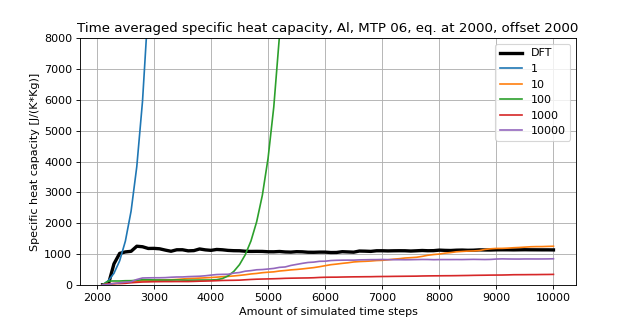 Time averaged specific heat capacity, Al, MTP 06, eq. at 2000, offset 2000
Specific heat capacity [J/(K*Kg)]
8000
7000
6000
5000
4000
3000
2000
1000
0
2000 3000 4000 5000 6000 7000 8000 9000 10000
Amount of simulated time steps
DFT
1
10
100
1000
10000